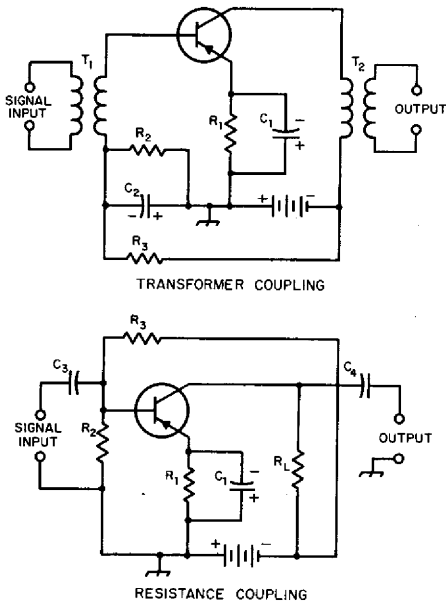 T1
T2
SIGNAL
INPUT
OUTPUT
R1
C1
-
+
R2
C2
- +
+ -
R3
TRANSFORMER COUPLING
R3
C3
C4
SIGNAL
INPUT
R2
OUTPUT
R1
C1
-
+
RL
+ -
RESISTANCE COUPLING